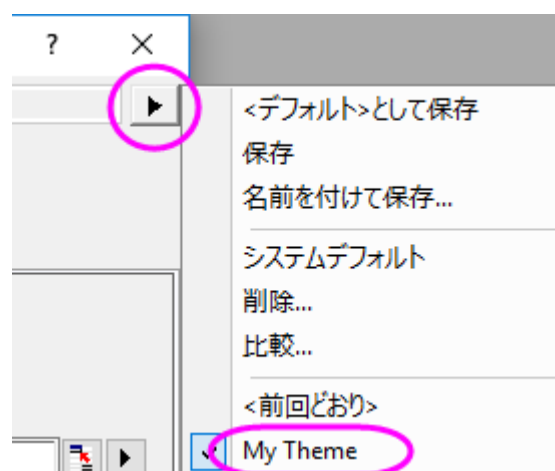 ?
<デフォルト>として保存
保存
名前を付けて保存...
システムデフォルト
削除...
比較...
<前回どおり>
My Theme